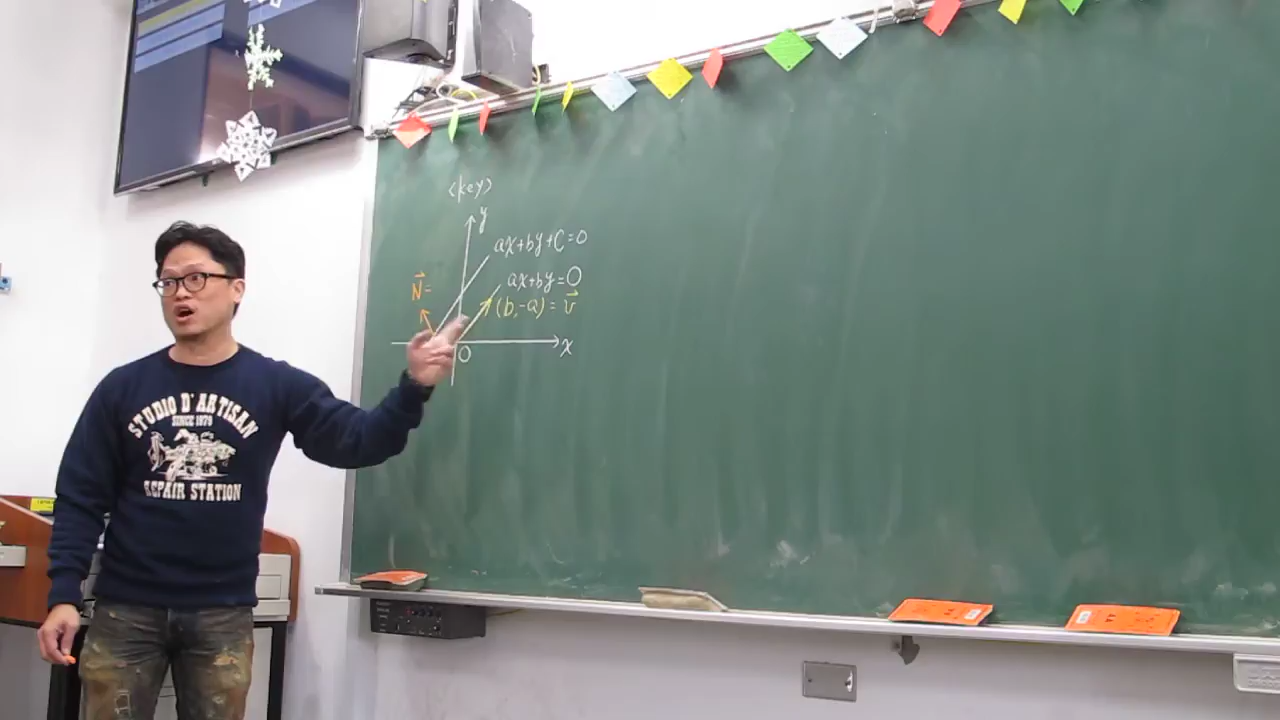 <key>
y
ax+by+C=0
ax+by=0
N⃗=
(b,-a)=v⃗
x
O
STUDIO D'ARTISAN
SINCE 1979
REPAIR STATION